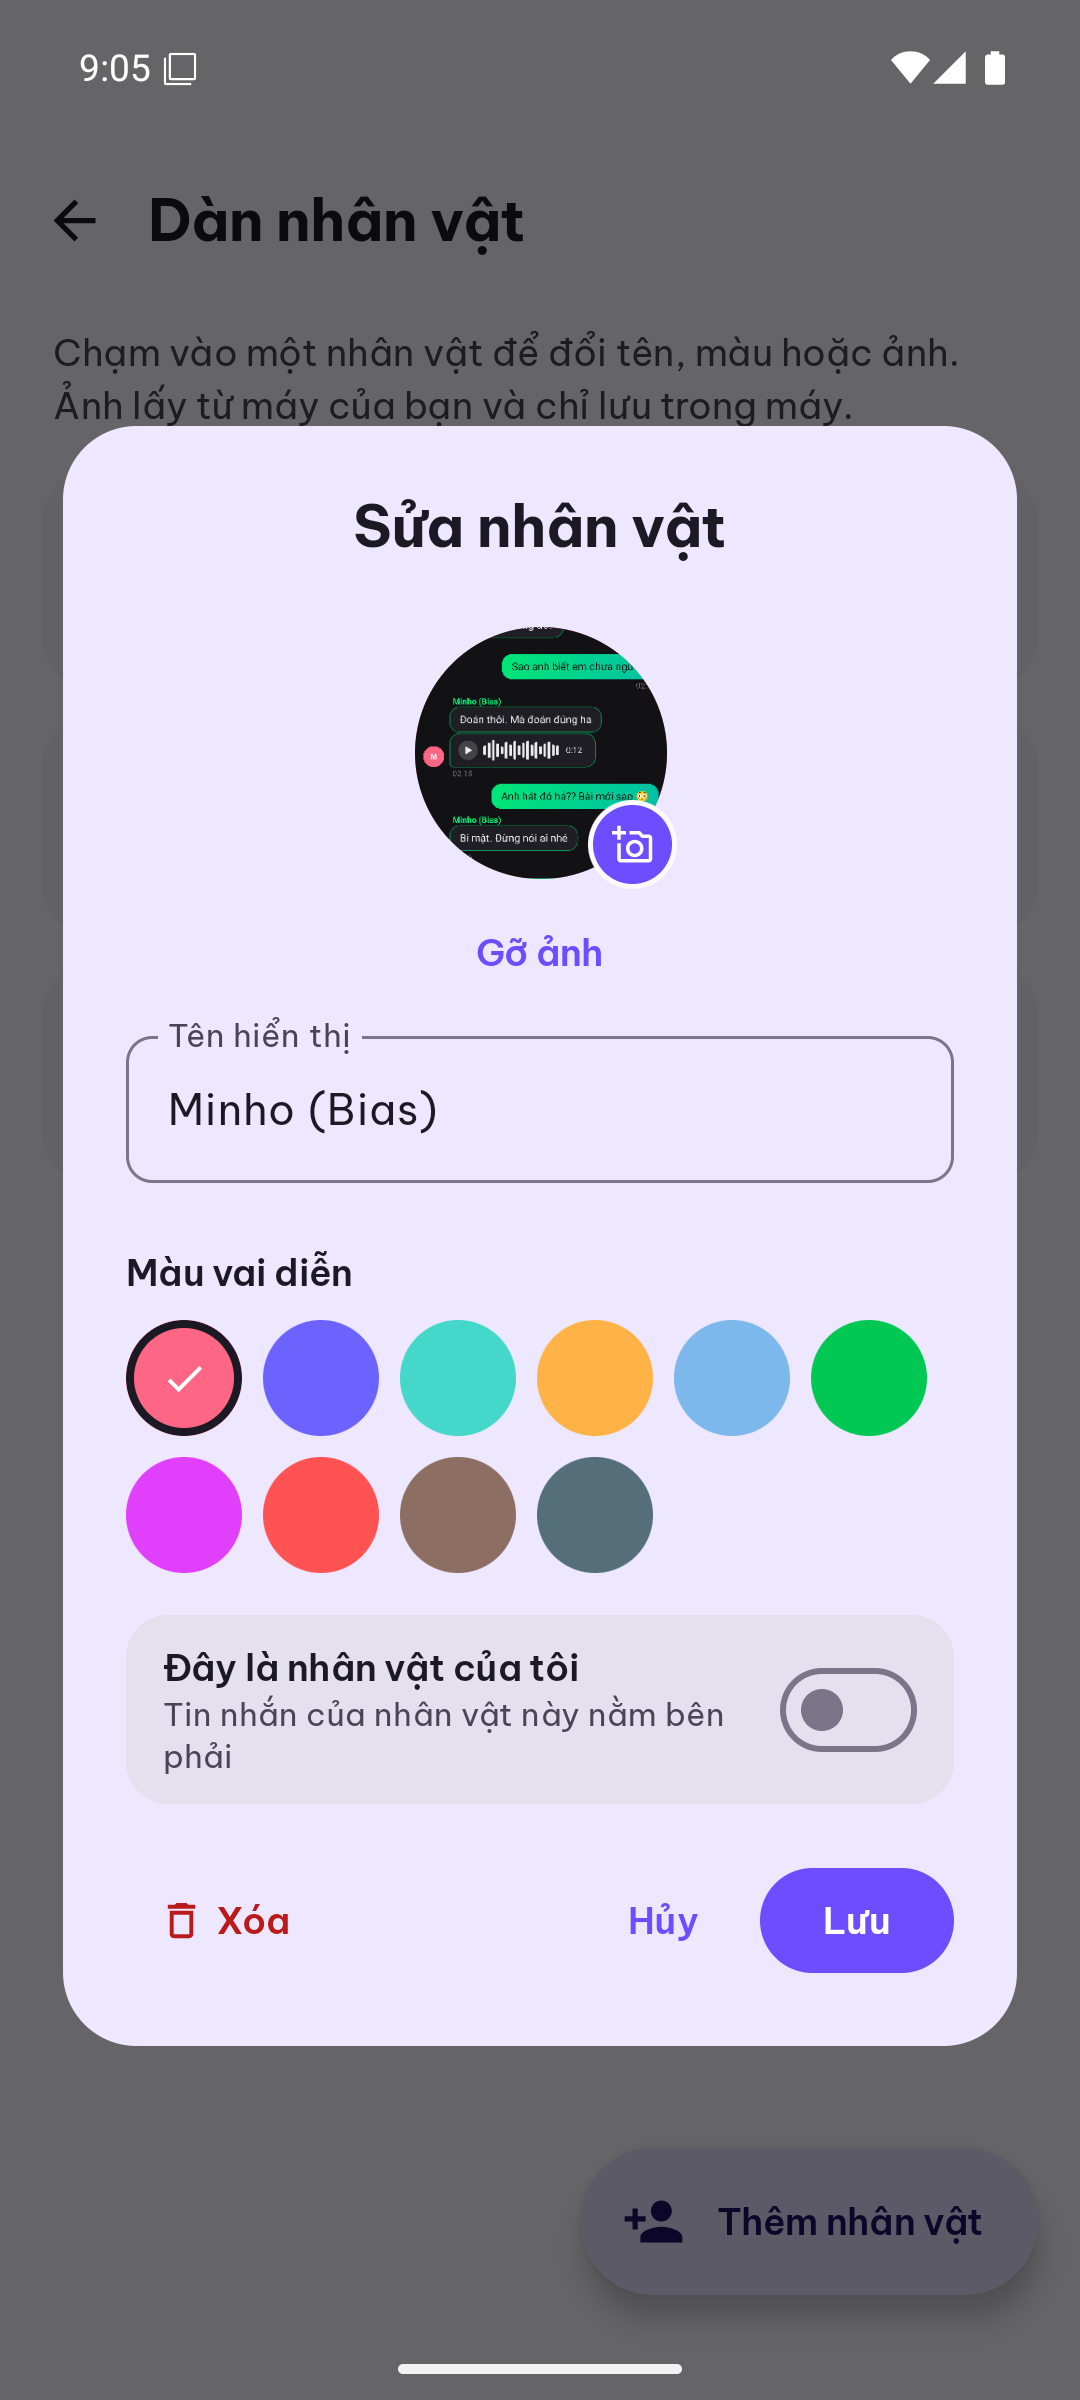 9:05
Dàn nhân vật
Chạm vào một nhân vật để đổi tên, màu hoặc ảnh.
Ảnh lấy từ máy của bạn và chỉ lưu trong máy.
Sửa nhân vật
Sao anh biết em chưa ngủ
Minho (Bias)
Đoán thôi. Mà đoán đúng hả
M
0:12
02:15
Anh hát đó hả?? Bài mới sao 😳
Minho (Bias)
Bí mật. Đừng nói ai nhé
Gỡ ảnh
Tên hiển thị
Minho (Bias)
Màu vai diễn
Đây là nhân vật của tôi
Tin nhắn của nhân vật này nằm bên
phải
Xóa
Hủy
Lưu
Thêm nhân vật